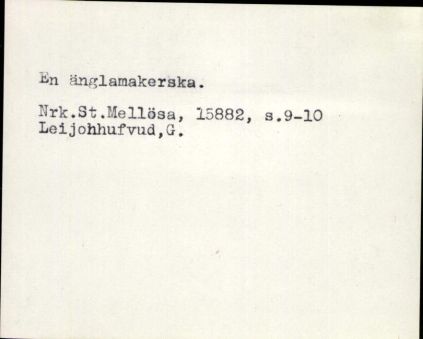 En änglamakerska.
Nrk.St.Mellösa, 15882, s.9-10
Leijohhufvud,G.